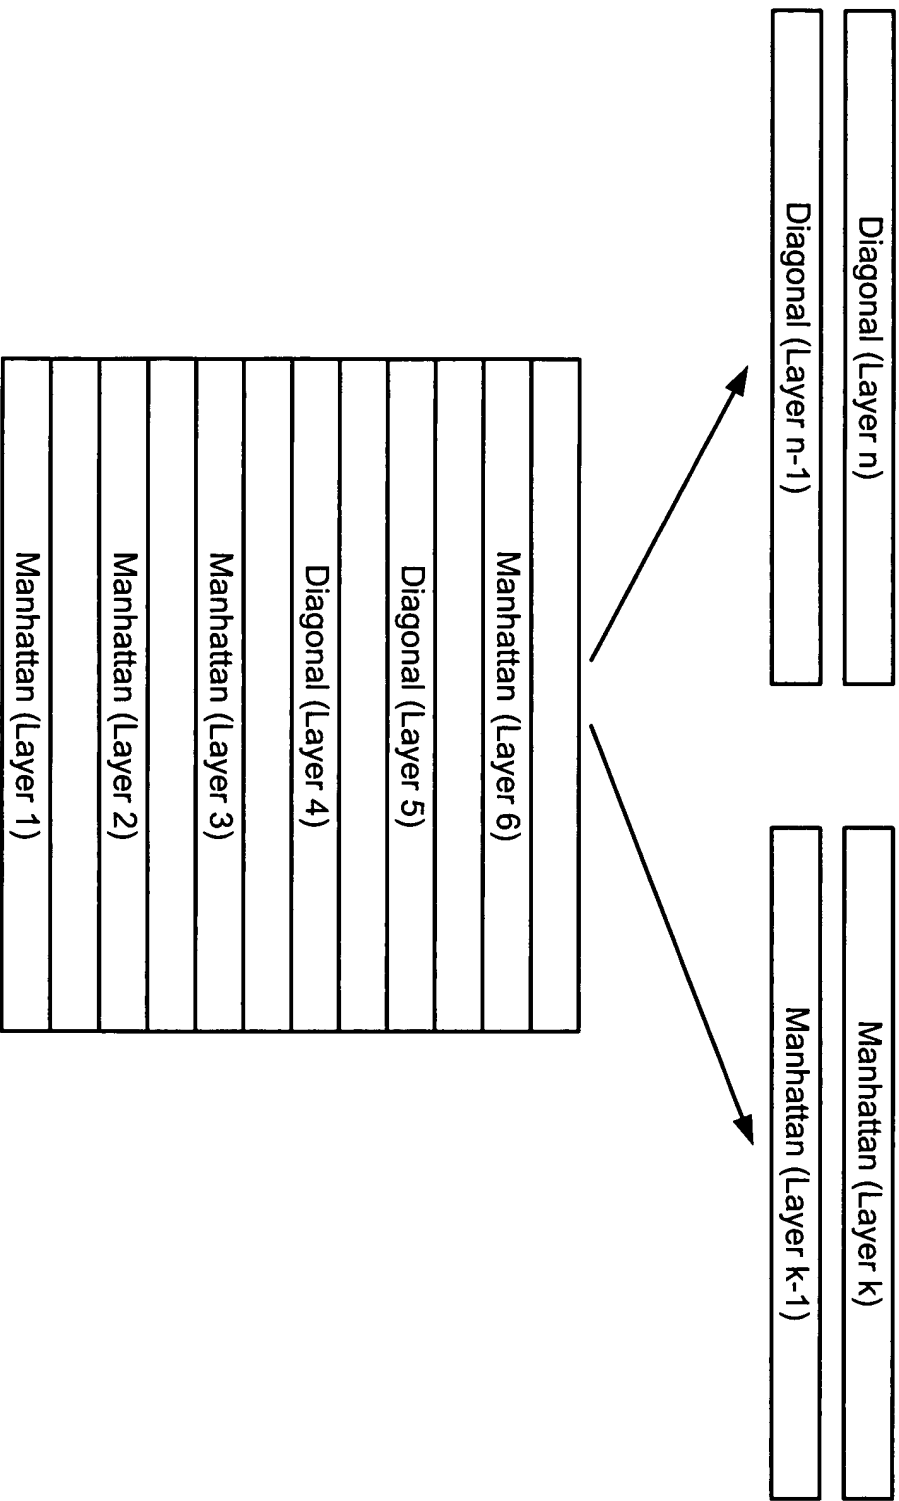 Diagonal (Layer n)
Diagonal (Layer n-1)
Manhattan (Layer k)
Manhattan (Layer k-1)
Manhattan (Layer 6)
Diagonal (Layer 5)
Diagonal (Layer 4)
Manhattan (Layer 3)
Manhattan (Layer 2)
Manhattan (Layer 1)